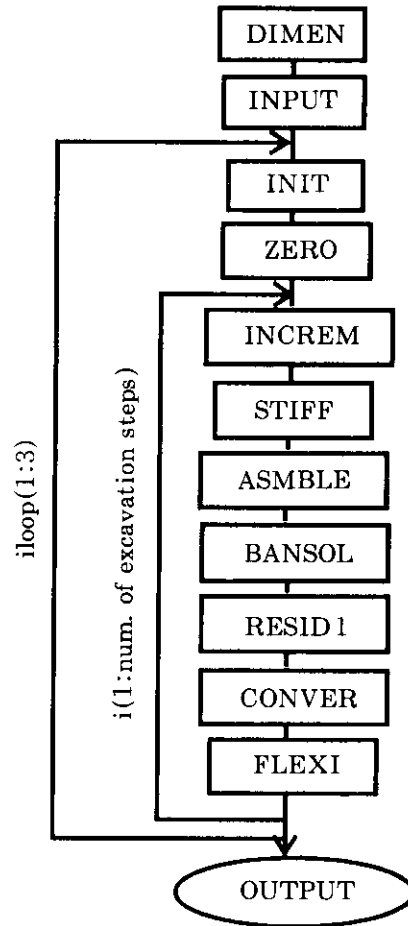 DIMEN
INPUT
INIT
ZERO
INCREM
STIFF
ASMBLE
BANSOL
RESID1
CONVER
FLEXI
OUTPUT
iloop(1:3)
i(1:num. of excavation steps)